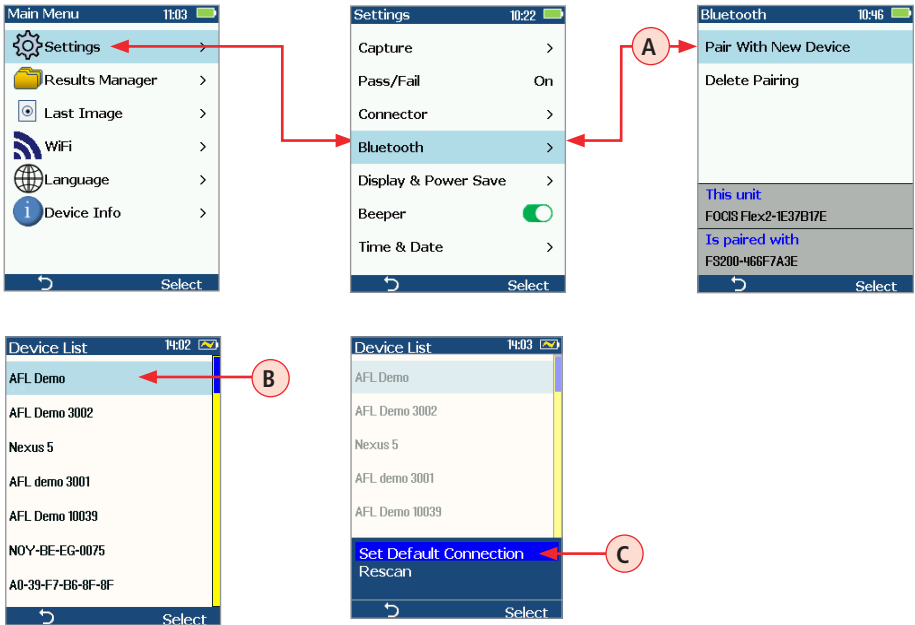 Main Menu 11:03
Settings >
Results Manager >
Last Image >
WiFi >
Language >
Device Info >
Select
Settings 10:22
Capture >
Pass/Fail On
Connector >
Bluetooth >
Display & Power Save >
Beeper
Time & Date >
Select
A
Bluetooth 10:46
Pair With New Device
Delete Pairing
This unit
FOCIS Flex2-1E37B17E
Is paired with
FS200-466F7A3E
Select
Device List 14:02
AFL Demo
AFL Demo 3002
Nexus 5
AFL demo 3001
AFL Demo 10039
NOY-BE-EG-0075
A0-39-F7-B6-8F-8F
Select
B
Device List 14:03
AFL Demo
AFL Demo 3002
Nexus 5
AFL demo 3001
AFL Demo 10039
Set Default Connection
Rescan
Select
C